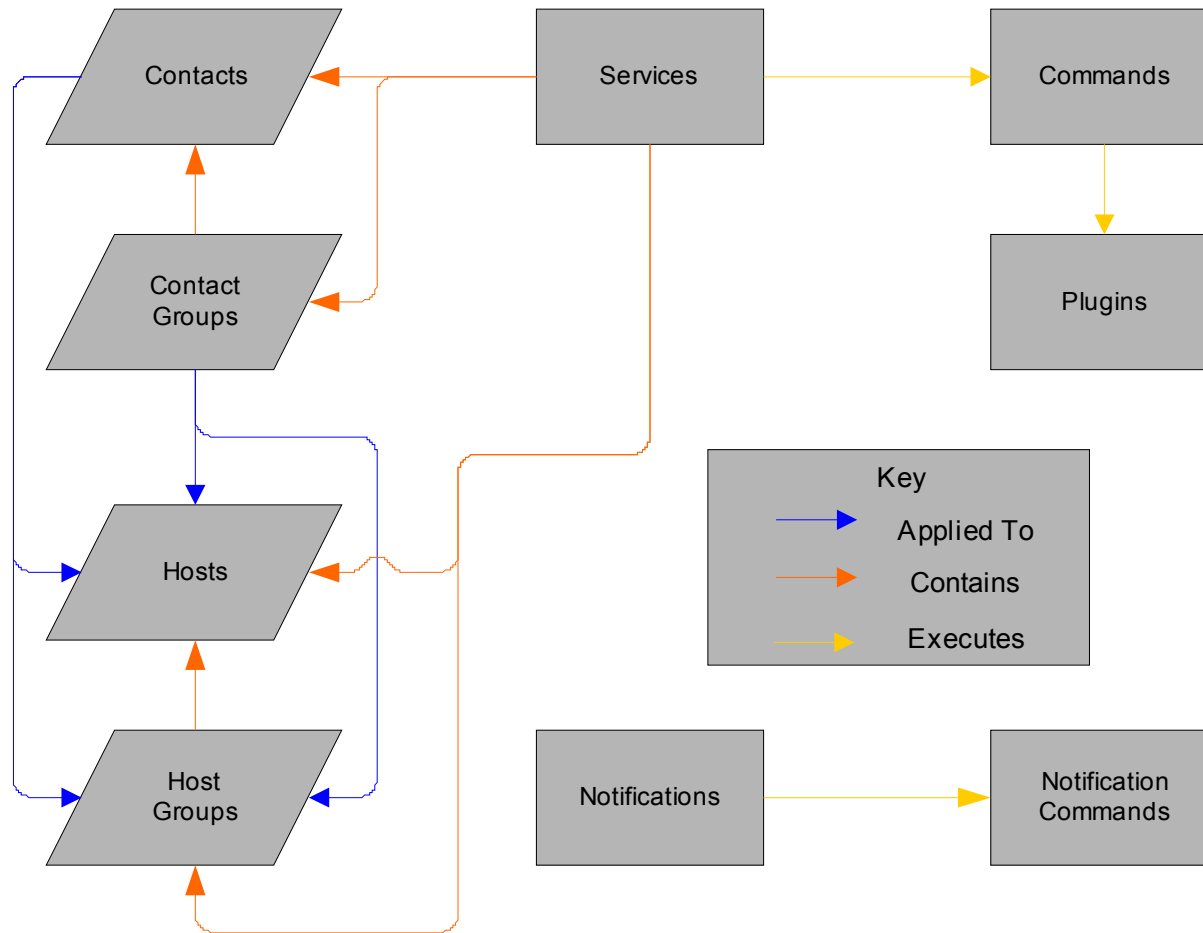 Contacts
Services
Commands
Contact
Groups
Plugins
Key
Applied To
Contains
Executes
Hosts
Host
Groups
Notifications
Notification
Commands